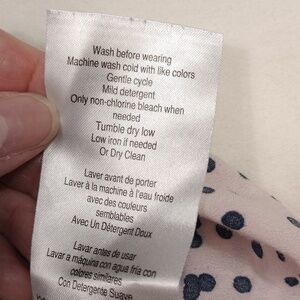 Wash before wearing
Machine wash cold with like colors
Gentle cycle
Mild detergent
Only non-chlorine bleach when
needed
Tumble dry low
Low iron if needed
Or Dry Clean
Laver avant de porter
Laver à la machine à l'eau froide
avec des couleurs
semblables
Avec Un Détergent Doux
Lavar antes de usar
Lavar a maquina con agua fria con
colores similares
Con Detergente Suave